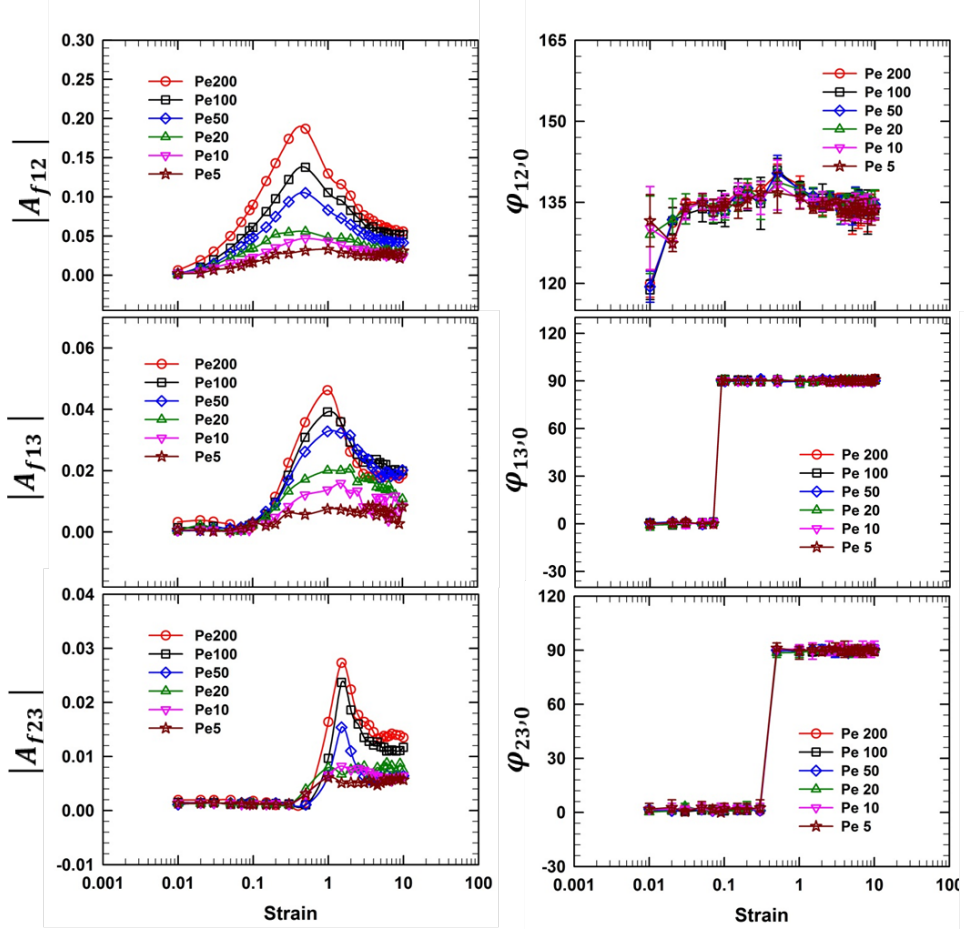 |A_f12|
0.30
0.25
0.20
0.15
0.10
0.05
0.00
Pe200
Pe100
Pe50
Pe20
Pe10
Pe5
φ12,0
165
150
135
120
Pe 200
Pe 100
Pe 50
Pe 20
Pe 10
Pe 5
|A_f13|
0.06
0.04
0.02
0.00
Pe200
Pe100
Pe50
Pe20
Pe10
Pe5
φ13,0
120
90
60
30
0
-30
Pe 200
Pe 100
Pe 50
Pe 20
Pe 10
Pe 5
|A_f23|
0.04
0.03
0.02
0.01
0.00
-0.01
Pe200
Pe100
Pe50
Pe20
Pe10
Pe5
0.001 0.01 0.1 1 10 100
Strain
φ23,0
120
90
60
30
0
-30
Pe 200
Pe 100
Pe 50
Pe 20
Pe 10
Pe 5
0.001 0.01 0.1 1 10 100
Strain